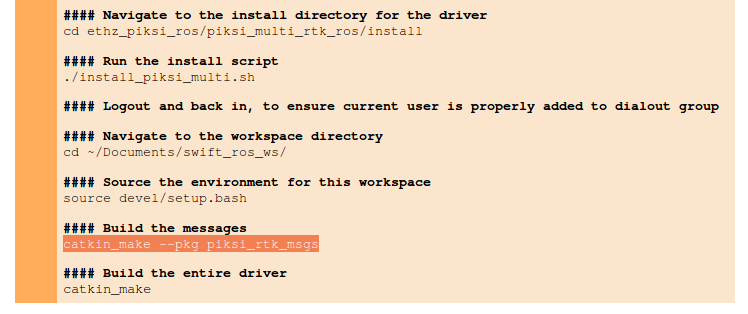 #### Navigate to the install directory for the driver
cd ethz_piksi_ros/piksi_multi_rtk_ros/install
#### Run the install script
./install_piksi_multi.sh
#### Logout and back in, to ensure current user is properly added to dialout group
#### Navigate to the workspace directory
cd ~/Documents/swift_ros_ws/
#### Source the environment for this workspace
source devel/setup.bash
#### Build the messages
catkin_make --pkg piksi_rtk_msgs
#### Build the entire driver
catkin_make